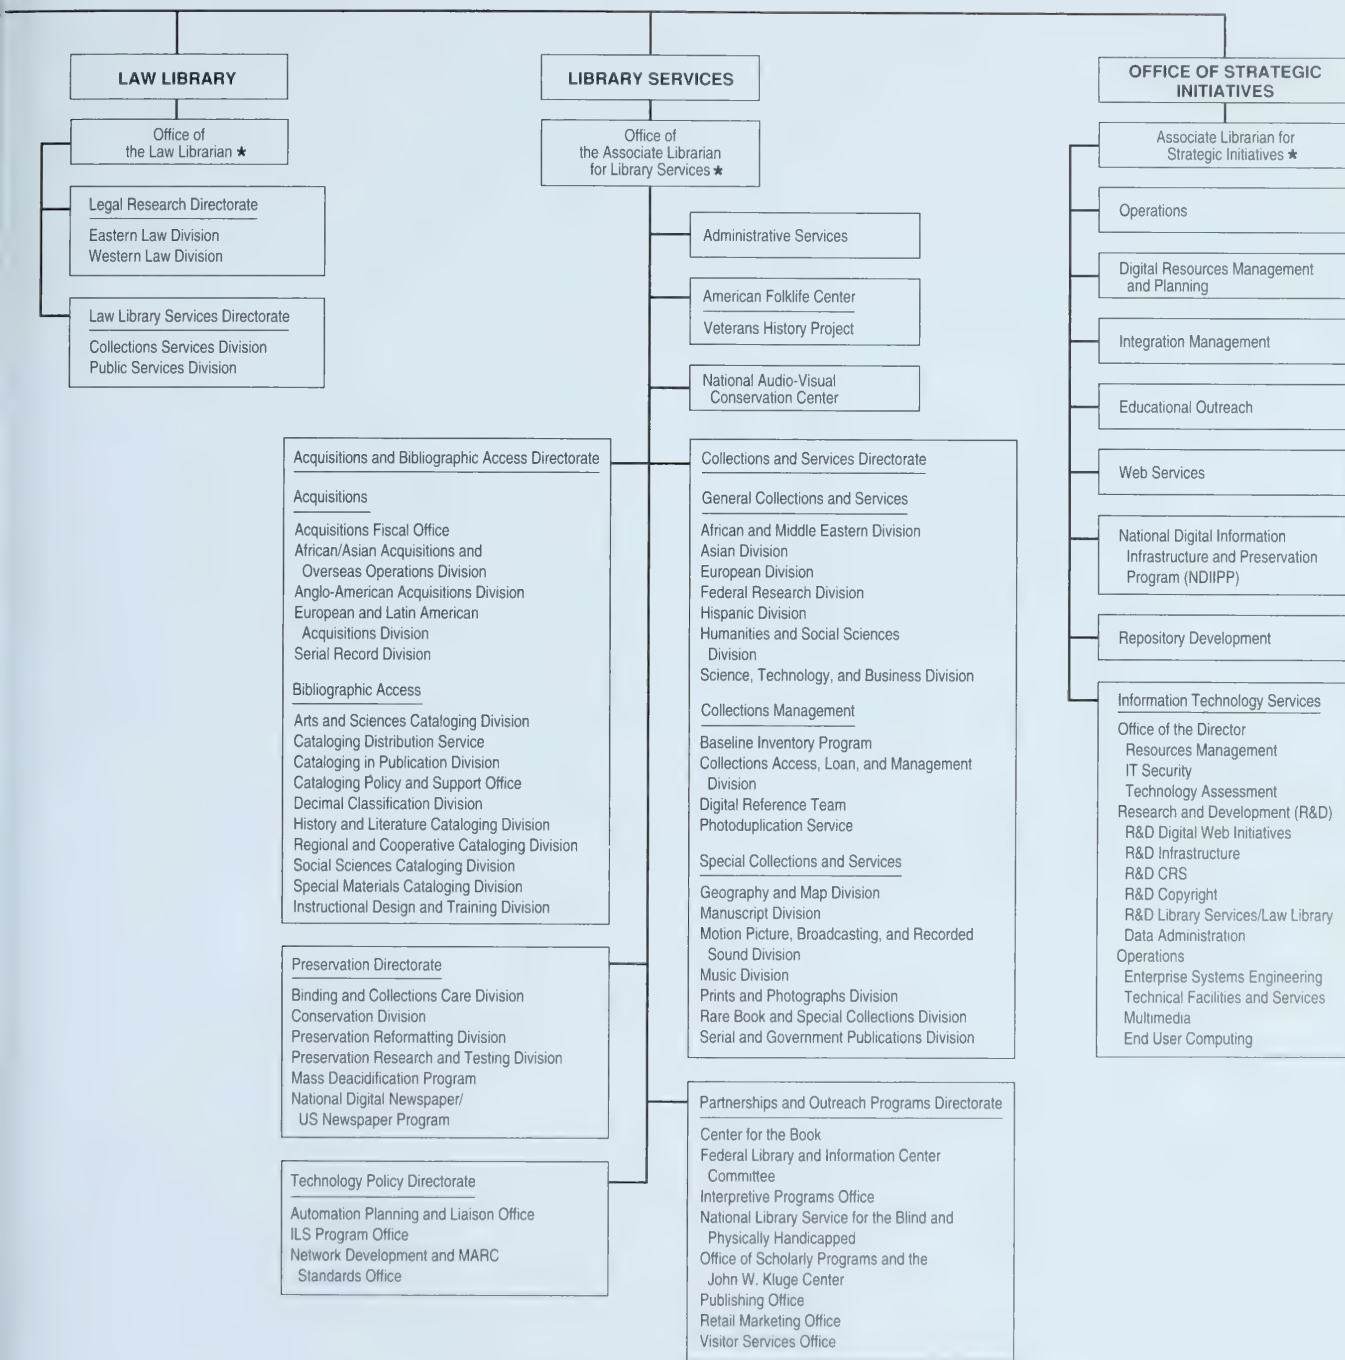 LAW LIBRARY
Office of
the Law Librarian ★
Legal Research Directorate
Eastern Law Division
Western Law Division
Law Library Services Directorate
Collections Services Division
Public Services Division
LIBRARY SERVICES
Office of
the Associate Librarian
for Library Services ★
Administrative Services
American Folklife Center
Veterans History Project
National Audio-Visual
Conservation Center
Acquisitions and Bibliographic Access Directorate
Acquisitions
Acquisitions Fiscal Office
African/Asian Acquisitions and
Overseas Operations Division
Anglo-American Acquisitions Division
European and Latin American
Acquisitions Division
Serial Record Division
Bibliographic Access
Arts and Sciences Cataloging Division
Cataloging Distribution Service
Cataloging in Publication Division
Cataloging Policy and Support Office
Decimal Classification Division
History and Literature Cataloging Division
Regional and Cooperative Cataloging Division
Social Sciences Cataloging Division
Special Materials Cataloging Division
Instructional Design and Training Division
Preservation Directorate
Binding and Collections Care Division
Conservation Division
Preservation Reformatting Division
Preservation Research and Testing Division
Mass Deacidification Program
National Digital Newspaper/
US Newspaper Program
Technology Policy Directorate
Automation Planning and Liaison Office
ILS Program Office
Network Development and MARC
Standards Office
Collections and Services Directorate
General Collections and Services
African and Middle Eastern Division
Asian Division
European Division
Federal Research Division
Hispanic Division
Humanities and Social Sciences
Division
Science, Technology, and Business Division
Collections Management
Baseline Inventory Program
Collections Access, Loan, and Management
Division
Digital Reference Team
Photoduplication Service
Special Collections and Services
Geography and Map Division
Manuscript Division
Motion Picture, Broadcasting, and Recorded
Sound Division
Music Division
Prints and Photographs Division
Rare Book and Special Collections Division
Serial and Government Publications Division
Partnerships and Outreach Programs Directorate
Center for the Book
Federal Library and Information Center
Committee
Interpretive Programs Office
National Library Service for the Blind and
Physically Handicapped
Office of Scholarly Programs and the
John W. Kluge Center
Publishing Office
Retail Marketing Office
Visitor Services Office
OFFICE OF STRATEGIC
INITIATIVES
Associate Librarian for
Strategic Initiatives ★
Operations
Digital Resources Management
and Planning
Integration Management
Educational Outreach
Web Services
National Digital Information
Infrastructure and Preservation
Program (NDIIPP)
Repository Development
Information Technology Services
Office of the Director
Resources Management
IT Security
Technology Assessment
Research and Development (R&D)
R&D Digital Web Initiatives
R&D Infrastructure
R&D CRS
R&D Copyright
R&D Library Services/Law Library
Data Administration
Operations
Enterprise Systems Engineering
Technical Facilities and Services
Multimedia
End User Computing